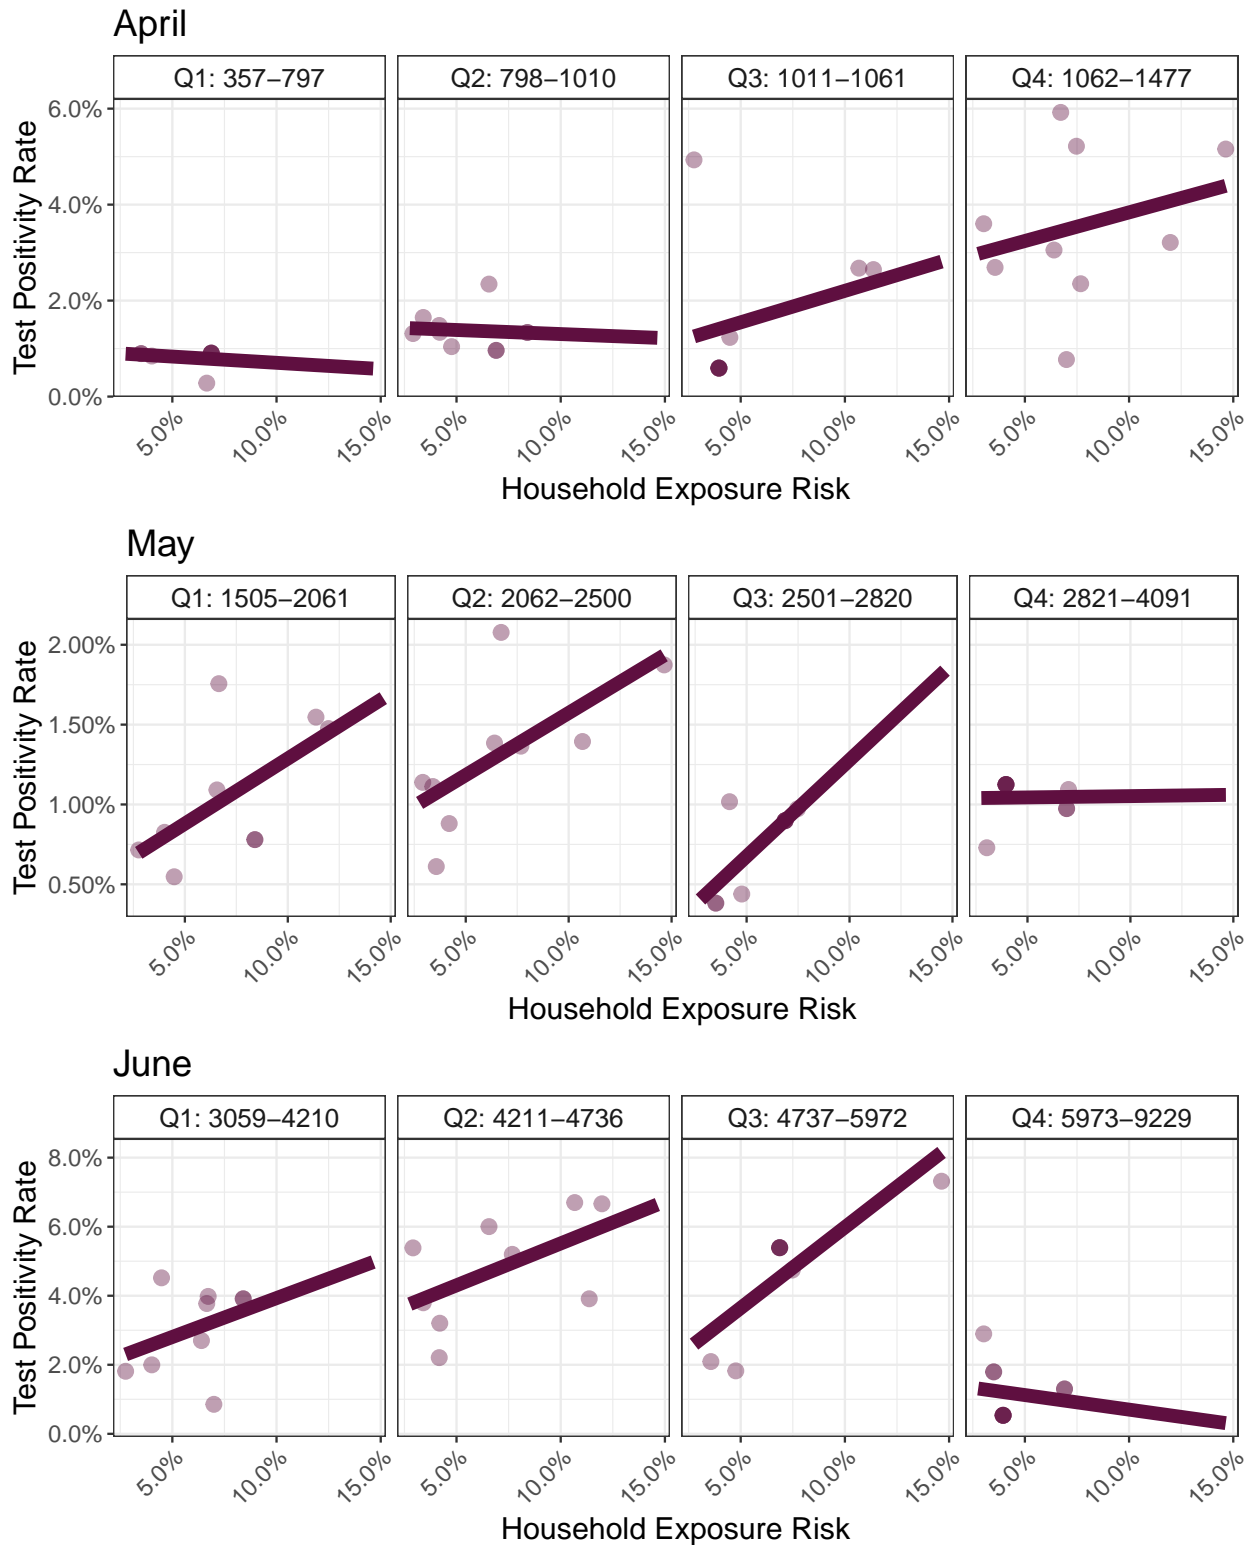 April
Q1: 357–797 Q2: 798–1010 Q3: 1011–1061 Q4: 1062–1477
Test Positivity Rate
6.0%
4.0%
2.0%
0.0%
5.0% 10.0% 15.0% 5.0% 10.0% 15.0% 5.0% 10.0% 15.0% 5.0% 10.0% 15.0%
Household Exposure Risk
May
Q1: 1505–2061 Q2: 2062–2500 Q3: 2501–2820 Q4: 2821–4091
Test Positivity Rate
2.00%
1.50%
1.00%
0.50%
5.0% 10.0% 15.0% 5.0% 10.0% 15.0% 5.0% 10.0% 15.0% 5.0% 10.0% 15.0%
Household Exposure Risk
June
Q1: 3059–4210 Q2: 4211–4736 Q3: 4737–5972 Q4: 5973–9229
Test Positivity Rate
8.0%
6.0%
4.0%
2.0%
0.0%
5.0% 10.0% 15.0% 5.0% 10.0% 15.0% 5.0% 10.0% 15.0% 5.0% 10.0% 15.0%
Household Exposure Risk